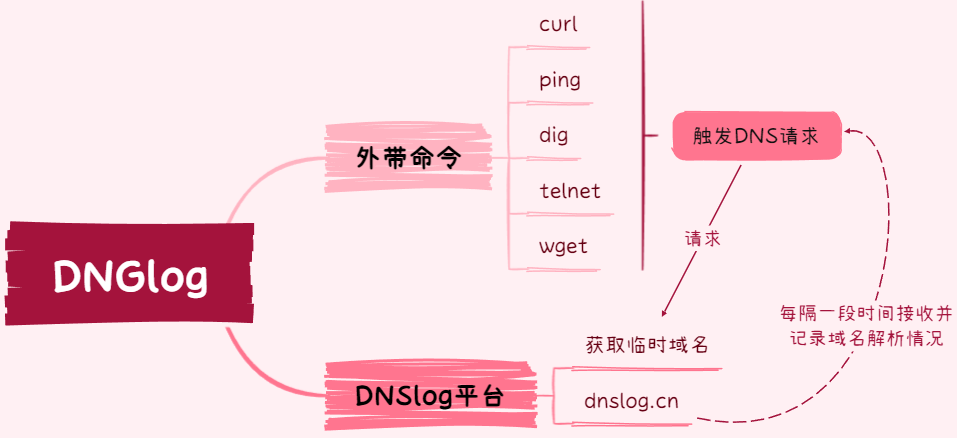 DNGlog
外带命令
curl
ping
dig
telnet
wget
触发DNS请求
请求
每隔一段时间接收并
记录域名解析情况
DNSlog平台
获取临时域名
dnslog.cn